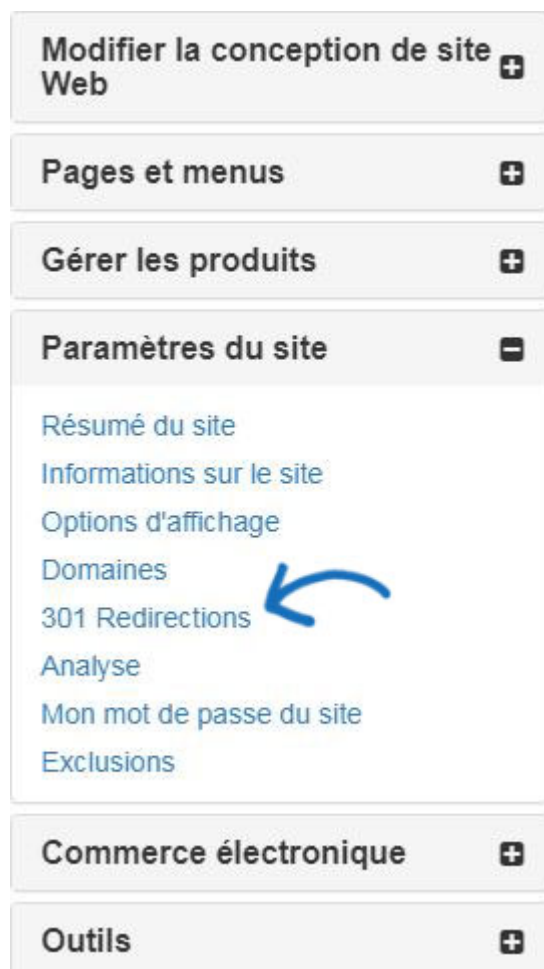 Modifier la conception de site
Web
Pages et menus
Gérer les produits
Paramètres du site
Résumé du site
Informations sur le site
Options d'affichage
Domaines
301 Redirections
Analyse
Mon mot de passe du site
Exclusions
Commerce électronique
Outils